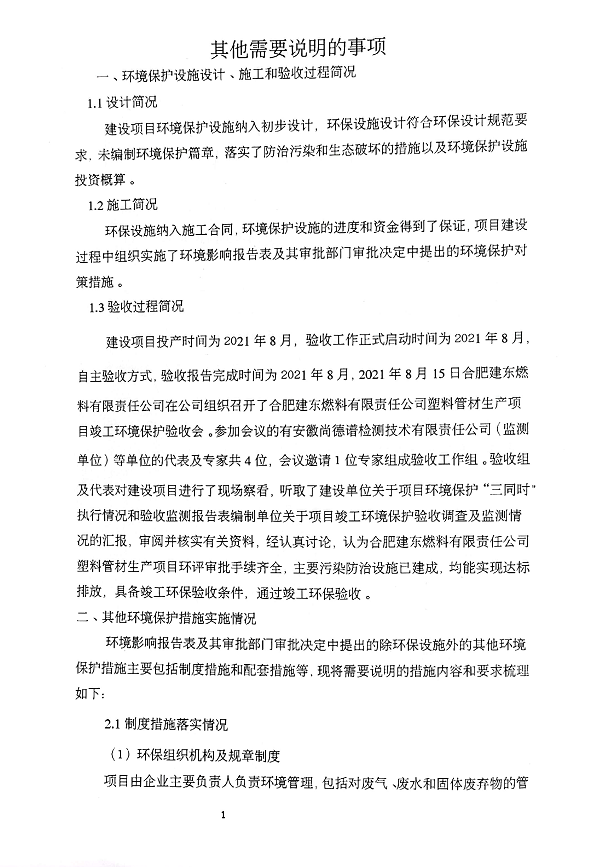 其他需要说明的事项
一、环境保护设施设计、施工和验收过程简况
1.1 设计简况
建设项目环境保护设施纳入初步设计，环保设施设计符合环保设计规范要
求，未编制环境保护篇章，落实了防治污染和生态破坏的措施以及环境保护设施
投资概算。
1.2 施工简况
环保设施纳入施工合同，环境保护设施的进度和资金得到了保证，项目建设
过程中组织实施了环境影响报告表及其审批部门审批决定中提出的环境保护对
策措施。
1.3 验收过程简况
建设项目投产时间为 2021 年 8 月，验收工作正式启动时间为 2021 年 8 月，
自主验收方式，验收报告完成时间为 2021 年 8 月，2021 年 8 月 15 日合肥建东燃
料有限责任公司在公司组织召开了合肥建东燃料有限责任公司塑料管材生产项
目竣工环境保护验收会。参加会议的有安徽尚德谱检测技术有限责任公司（监测
单位）等单位的代表及专家共 4 位，会议邀请 1 位专家组成验收工作组。验收组
及代表对建设项目进行了现场察看，听取了建设单位关于项目环境保护“三同时”
执行情况和验收监测报告表编制单位关于项目竣工环境保护验收调查及监测情
况的汇报，审阅并核实有关资料，经认真讨论，认为合肥建东燃料有限责任公司
塑料管材生产项目环评审批手续齐全，主要污染防治设施已建成，均能实现达标
排放，具备竣工环保验收条件，通过竣工环保验收。
二、其他环境保护措施实施情况
环境影响报告表及其审批部门审批决定中提出的除环保设施外的其他环境
保护措施主要包括制度措施和配套措施等，现将需要说明的措施内容和要求梳理
如下：
2.1 制度措施落实情况
（1）环保组织机构及规章制度
项目由企业主要负责人负责环境管理，包括对废气、废水和固体废弃物的管
1